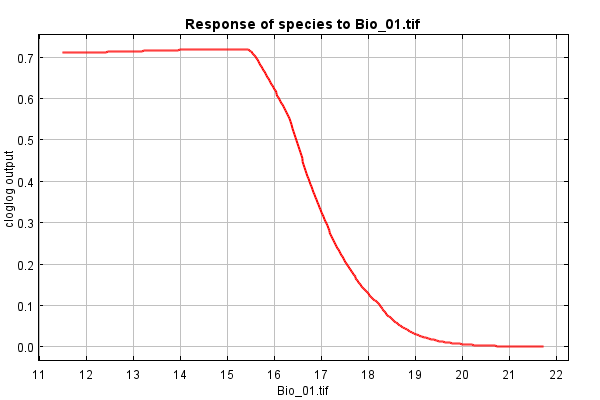 Response of species to Bio_01.tif
cloglog output
0.7
0.6
0.5
0.4
0.3
0.2
0.1
0.0
11 12 13 14 15 16 17 18 19 20 21 22
Bio_01.tif